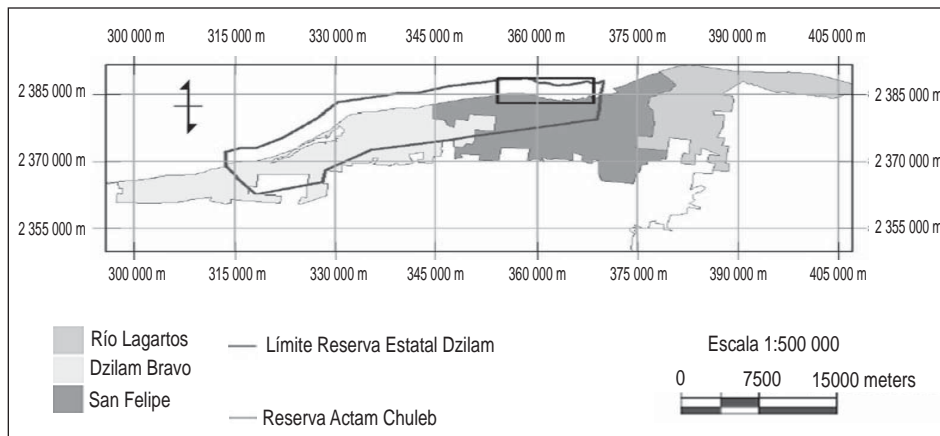 300 000 m 315 000 m 330 000 m 345 000 m 360 000 m 375 000 m 390 000 m 405 000 m
2 385 000 m 2 385 000 m
2 370 000 m 2 370 000 m
2 355 000 m 2 355 000 m
300 000 m 315 000 m 330 000 m 345 000 m 360 000 m 375 000 m 390 000 m 405 000 m
Río Lagartos
Dzilam Bravo
San Felipe
Límite Reserva Estatal Dzilam
Reserva Actam Chuleb
Escala 1:500 000
0 7500 15000 meters